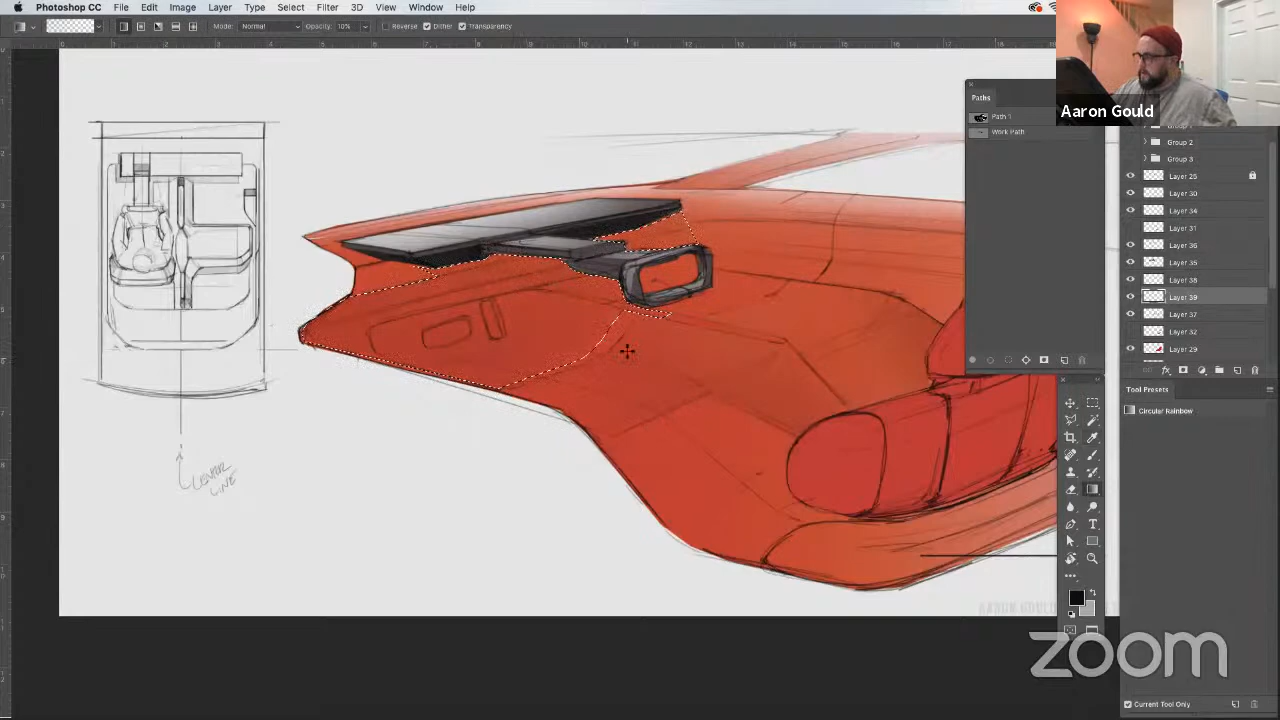 Photoshop CC File Edit Image Layer Type Select Filter 3D View Window Help
Mode: Normal Opacity: 10% Reverse Dither Transparency
Aaron Gould
Paths
Path 1
Work Path
Group 2
Group 3
Layer 25
Layer 30
Layer 34
Layer 31
Layer 36
Layer 35
Layer 38
Layer 39
Layer 37
Layer 32
Layer 29
Tool Presets
Circular Rainbow
CENTER
LINE
zoom
Current Tool Only